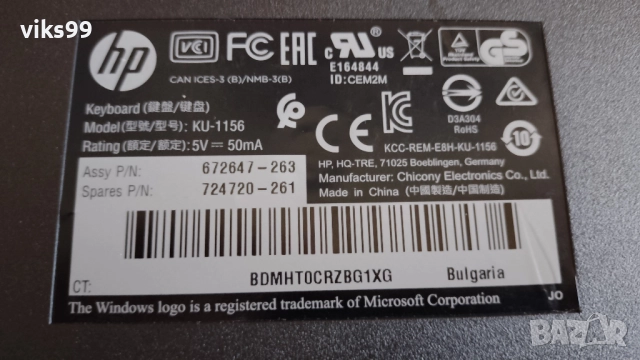 viks99
hp VCI FC EAC c RU US
E164844
ID:CEM2M
CAN ICES-3 (B)/NMB-3(B)
Keyboard (鍵盤/键盘)
Model(型號/型号): KU-1156
Rating (額定/额定):5V⎓ 50mA
D3A304
RoHS
KCC-REM-E8H-KU-1156
10
HP, HQ-TRE, 71025 Boeblingen, Germany
Manufacturer: Chicony Electronics Co., Ltd.
Made in China (中國製造/中国制造)
Assy P/N: 672647-263
Spares P/N: 724720-261
CT: BDMHT0CRZBG1XG Bulgaria
The Windows logo is a registered trademark of Microsoft Corporation
JO
bazar